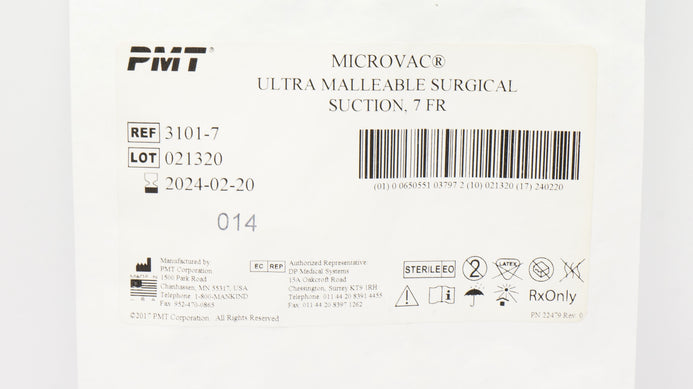 PMT®
MICROVAC®
ULTRA MALLEABLE SURGICAL
SUCTION, 7 FR
REF 3101-7
LOT 021320
2024-02-20
(01) 0 0650551 03797 2 (10) 021320 (17) 240220
014
Manufactured by
PMT Corporation
1500 Park Road
Chanhassen, MN 55317, USA
Telephone 1-800-MANKIND
Fax 952-470-0865
EC REP
Authorized Representative:
DP Medical Systems
15A Oakcroft Road
Chessington, Surrey KT9 1RH
Telephone 011 44 20 8391 4455
Fax 011 44 20 8397 1262
STERILE EO
2
LATEX
RxOnly
©2017 PMT Corporation. All Rights Reserved
PN 22479 Rev. 0